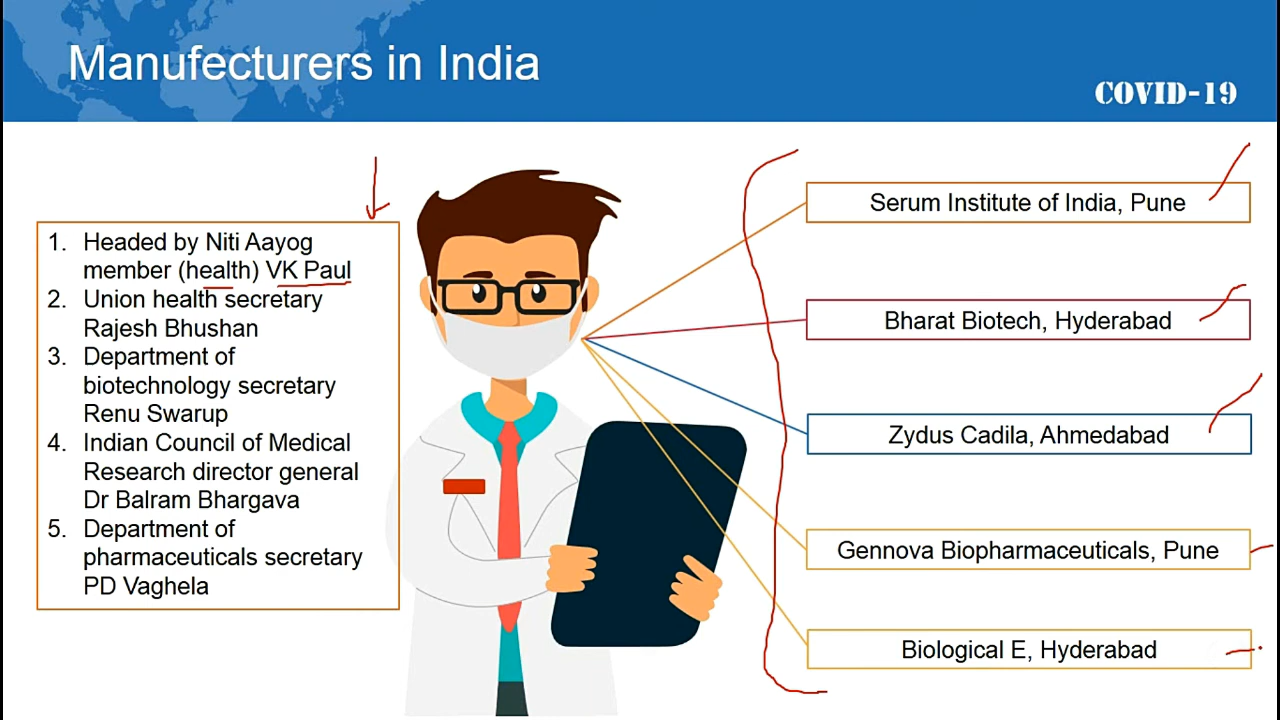 Manufecturers in India
COVID-19
1. Headed by Niti Aayog
member (health) VK Paul
2. Union health secretary
Rajesh Bhushan
3. Department of
biotechnology secretary
Renu Swarup
4. Indian Council of Medical
Research director general
Dr Balram Bhargava
5. Department of
pharmaceuticals secretary
PD Vaghela
Serum Institute of India, Pune
Bharat Biotech, Hyderabad
Zydus Cadila, Ahmedabad
Gennova Biopharmaceuticals, Pune
Biological E, Hyderabad